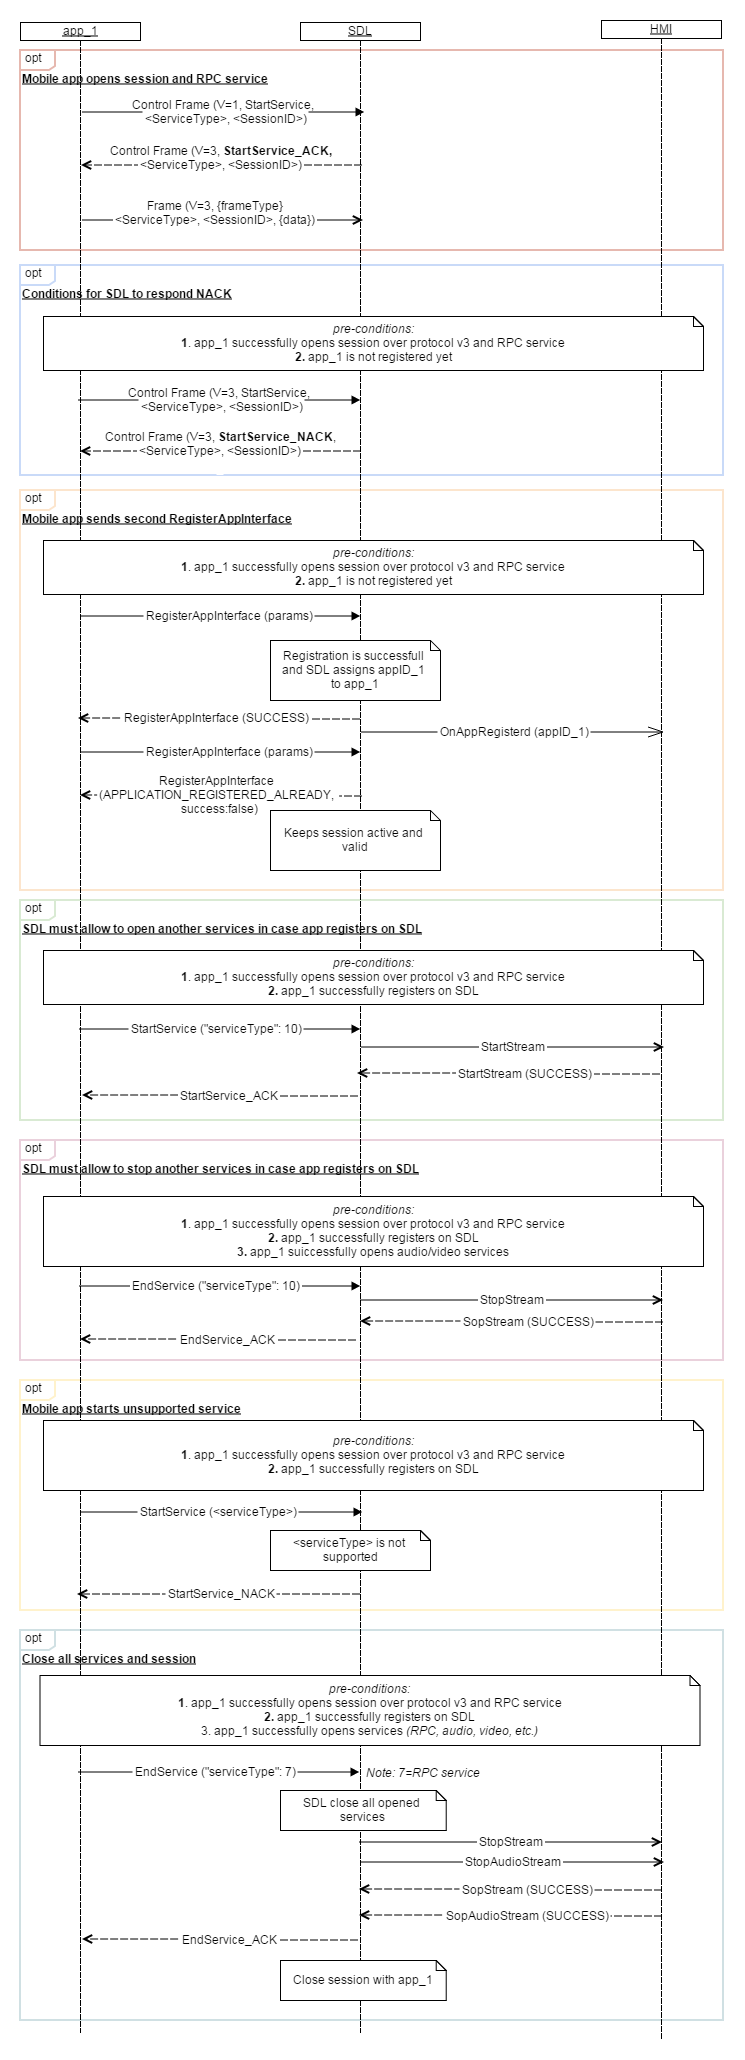 app_1
SDL
HMI
opt
Mobile app opens session and RPC service
Control Frame (V=1, StartService,
<ServiceType>, <SessionID>)
Control Frame (V=3, StartService_ACK,
<ServiceType>, <SessionID>)
Frame (V=3, {frameType}
<ServiceType>, <SessionID>, {data})
opt
Conditions for SDL to respond NACK
pre-conditions:
1. app_1 successfully opens session over protocol v3 and RPC service
2. app_1 is not registered yet
Control Frame (V=3, StartService,
<ServiceType>, <SessionID>)
Control Frame (V=3, StartService_NACK,
<ServiceType>, <SessionID>)
opt
Mobile app sends second RegisterAppInterface
pre-conditions:
1. app_1 successfully opens session over protocol v3 and RPC service
2. app_1 is not registered yet
RegisterAppInterface (params)
Registration is successfull
and SDL assigns appID_1
to app_1
RegisterAppInterface (SUCCESS)
OnAppRegisterd (appID_1)
RegisterAppInterface (params)
RegisterAppInterface
(APPLICATION_REGISTERED_ALREADY,
success:false)
Keeps session active and
valid
opt
SDL must allow to open another services in case app registers on SDL
pre-conditions:
1. app_1 successfully opens session over protocol v3 and RPC service
2. app_1 successfully registers on SDL
StartService ("serviceType": 10)
StartStream
StartStream (SUCCESS)
StartService_ACK
opt
SDL must allow to stop another services in case app registers on SDL
pre-conditions:
1. app_1 successfully opens session over protocol v3 and RPC service
2. app_1 successfully registers on SDL
3. app_1 suiccessfully opens audio/video services
EndService ("serviceType": 10)
StopStream
SopStream (SUCCESS)
EndService_ACK
opt
Mobile app starts unsupported service
pre-conditions:
1. app_1 successfully opens session over protocol v3 and RPC service
2. app_1 successfully registers on SDL
StartService (<serviceType>)
<serviceType> is not
supported
StartService_NACK
opt
Close all services and session
pre-conditions:
1. app_1 successfully opens session over protocol v3 and RPC service
2. app_1 successfully registers on SDL
3. app_1 successfully opens services (RPC, audio, video, etc.)
EndService ("serviceType": 7)
Note: 7=RPC service
SDL close all opened
services
StopStream
StopAudioStream
SopStream (SUCCESS)
SopAudioStream (SUCCESS)
EndService_ACK
Close session with app_1